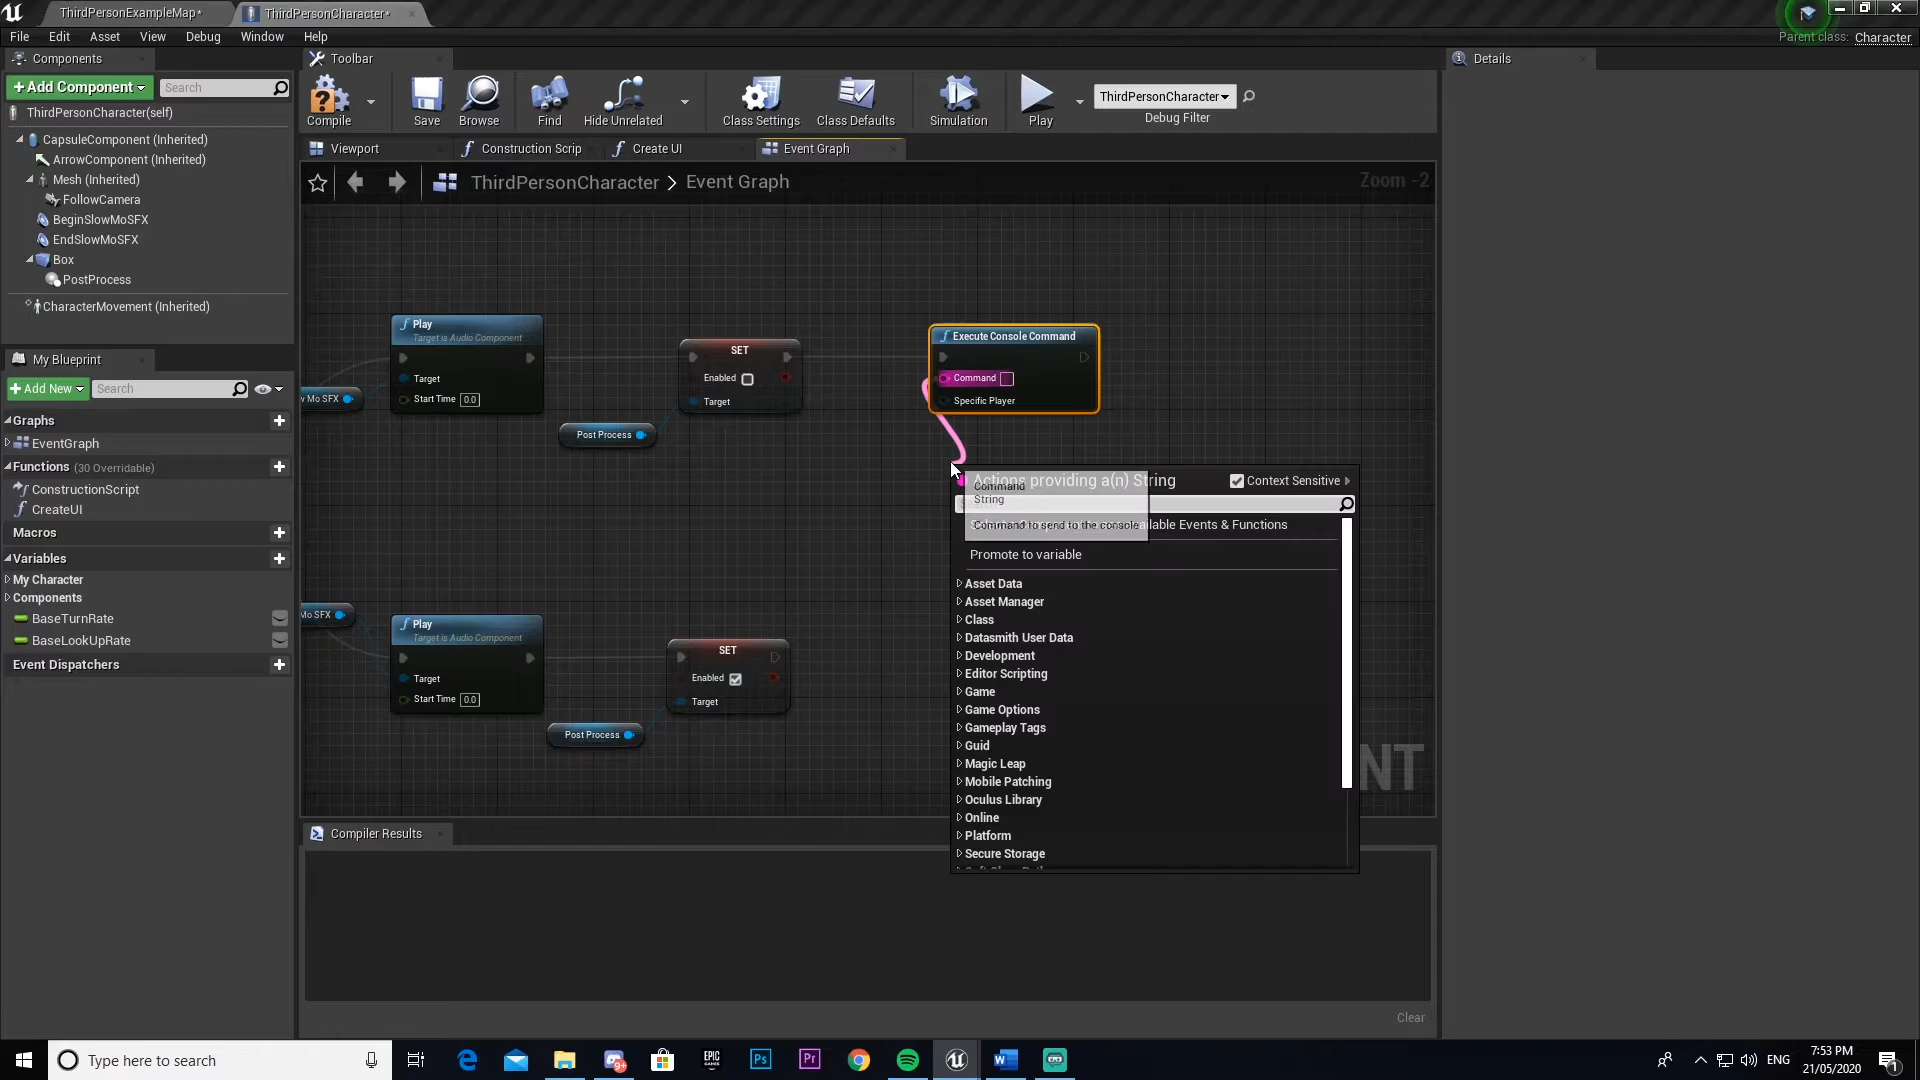 ThirdPersonExampleMap*
ThirdPersonCharacter*
File Edit Asset View Debug Window Help
Parent class: Character
Components
+Add Component
Search
ThirdPersonCharacter(self)
CapsuleComponent (Inherited)
ArrowComponent (Inherited)
Mesh (Inherited)
FollowCamera
BeginSlowMoSFX
EndSlowMoSFX
Box
PostProcess
CharacterMovement (Inherited)
My Blueprint
+Add New
Search
Graphs
EventGraph
Functions (30 Overridable)
ConstructionScript
CreateUI
Macros
Variables
My Character
Components
BaseTurnRate
BaseLookUpRate
Event Dispatchers
Toolbar
Compile
Save
Browse
Find
Hide Unrelated
Class Settings
Class Defaults
Simulation
Play
ThirdPersonCharacter
Debug Filter
Viewport
Construction Scrip
Create UI
Event Graph
ThirdPersonCharacter > Event Graph
Zoom -2
Play
Target is Audio Component
Target
Start Time 0.0
w Mo SFX
SET
Enabled
Target
Post Process
Execute Console Command
Command
Specific Player
Mo SFX
Play
Target is Audio Component
Target
Start Time 0.0
SET
Enabled
Target
Post Process
Actions providing a(n) String
Context Sensitive
Command
String
Command to send to the console
ilable Events & Functions
Promote to variable
Asset Data
Asset Manager
Class
Datasmith User Data
Development
Editor Scripting
Game
Game Options
Gameplay Tags
Guid
Magic Leap
Mobile Patching
Oculus Library
Online
Platform
Secure Storage
NT
Compiler Results
Clear
Details
Type here to search
EPIC
GAMES
Ps
Pr
9+
W
ENG
7:53 PM
21/05/2020
1